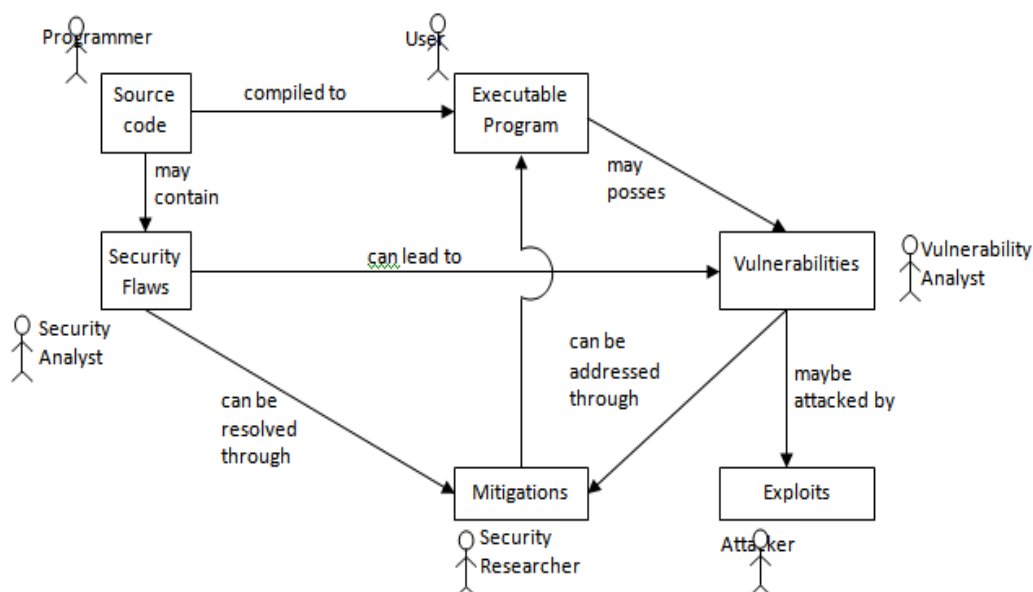 Programmer
User
Source
code
compiled to
Executable
Program
may
contain
may
posses
Security
Flaws
can lead to
Vulnerabilities
Vulnerability
Analyst
Security
Analyst
can be
resolved
through
can be
addressed
through
maybe
attacked by
Mitigations
Exploits
Security
Researcher
Attacker